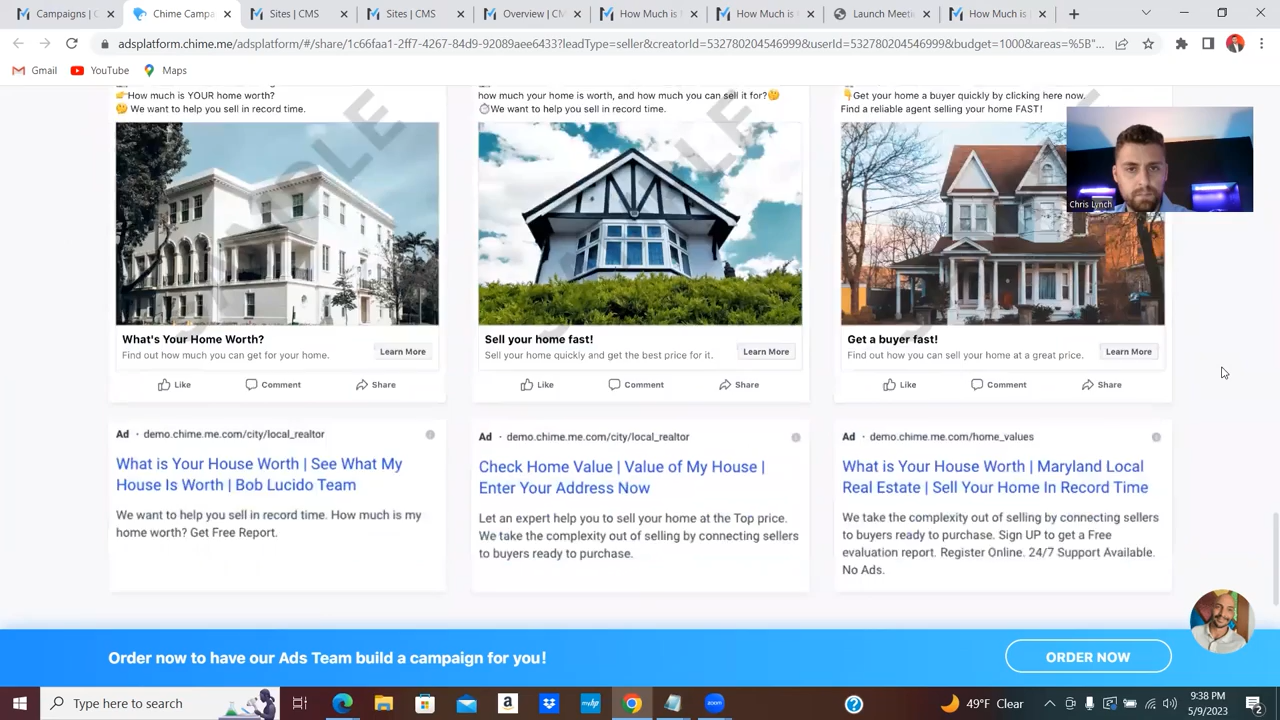 Campaigns | C
Chime Campa
Sites | CMS
Sites | CMS
Overview | CM
How Much is
How Much is
Launch Meeti
How Much is
adsplatform.chime.me/adsplatform/#/share/1c66faa1-2ff7-4267-84d9-92089aee6433?leadType=seller&creatorId=532780204546999&userId=532780204546999&budget=1000&areas=%5B"...
Gmail
YouTube
Maps
👉How much is YOUR home worth?
🤔 We want to help you sell in record time.
how much your home is worth, and how much you can sell it for?🤔
⏱We want to help you sell in record time.
👇Get your home a buyer quickly by clicking here now.
Find a reliable agent selling your home FAST!
SAMPLE
SAMPLE
SAMPLE
Chris Lynch
What's Your Home Worth?
Find out how much you can get for your home.
Learn More
Like
Comment
Share
Sell your home fast!
Sell your home quickly and get the best price for it.
Learn More
Like
Comment
Share
Get a buyer fast!
Find out how you can sell your home at a great price.
Learn More
Like
Comment
Share
Ad · demo.chime.me.com/city/local_realtor
What is Your House Worth | See What My
House Is Worth | Bob Lucido Team
We want to help you sell in record time. How much is my
home worth? Get Free Report.
Ad · demo.chime.me.com/city/local_realtor
Check Home Value | Value of My House |
Enter Your Address Now
Let an expert help you to sell your home at the Top price.
We take the complexity out of selling by connecting sellers
to buyers ready to purchase.
Ad · demo.chime.me.com/home_values
What is Your House Worth | Maryland Local
Real Estate | Sell Your Home In Record Time
We take the complexity out of selling by connecting sellers
to buyers ready to purchase. Sign UP to get a Free
evaluation report. Register Online. 24/7 Support Available.
No Ads.
Order now to have our Ads Team build a campaign for you!
ORDER NOW
Type here to search
49°F Clear
9:38 PM
5/9/2023
2